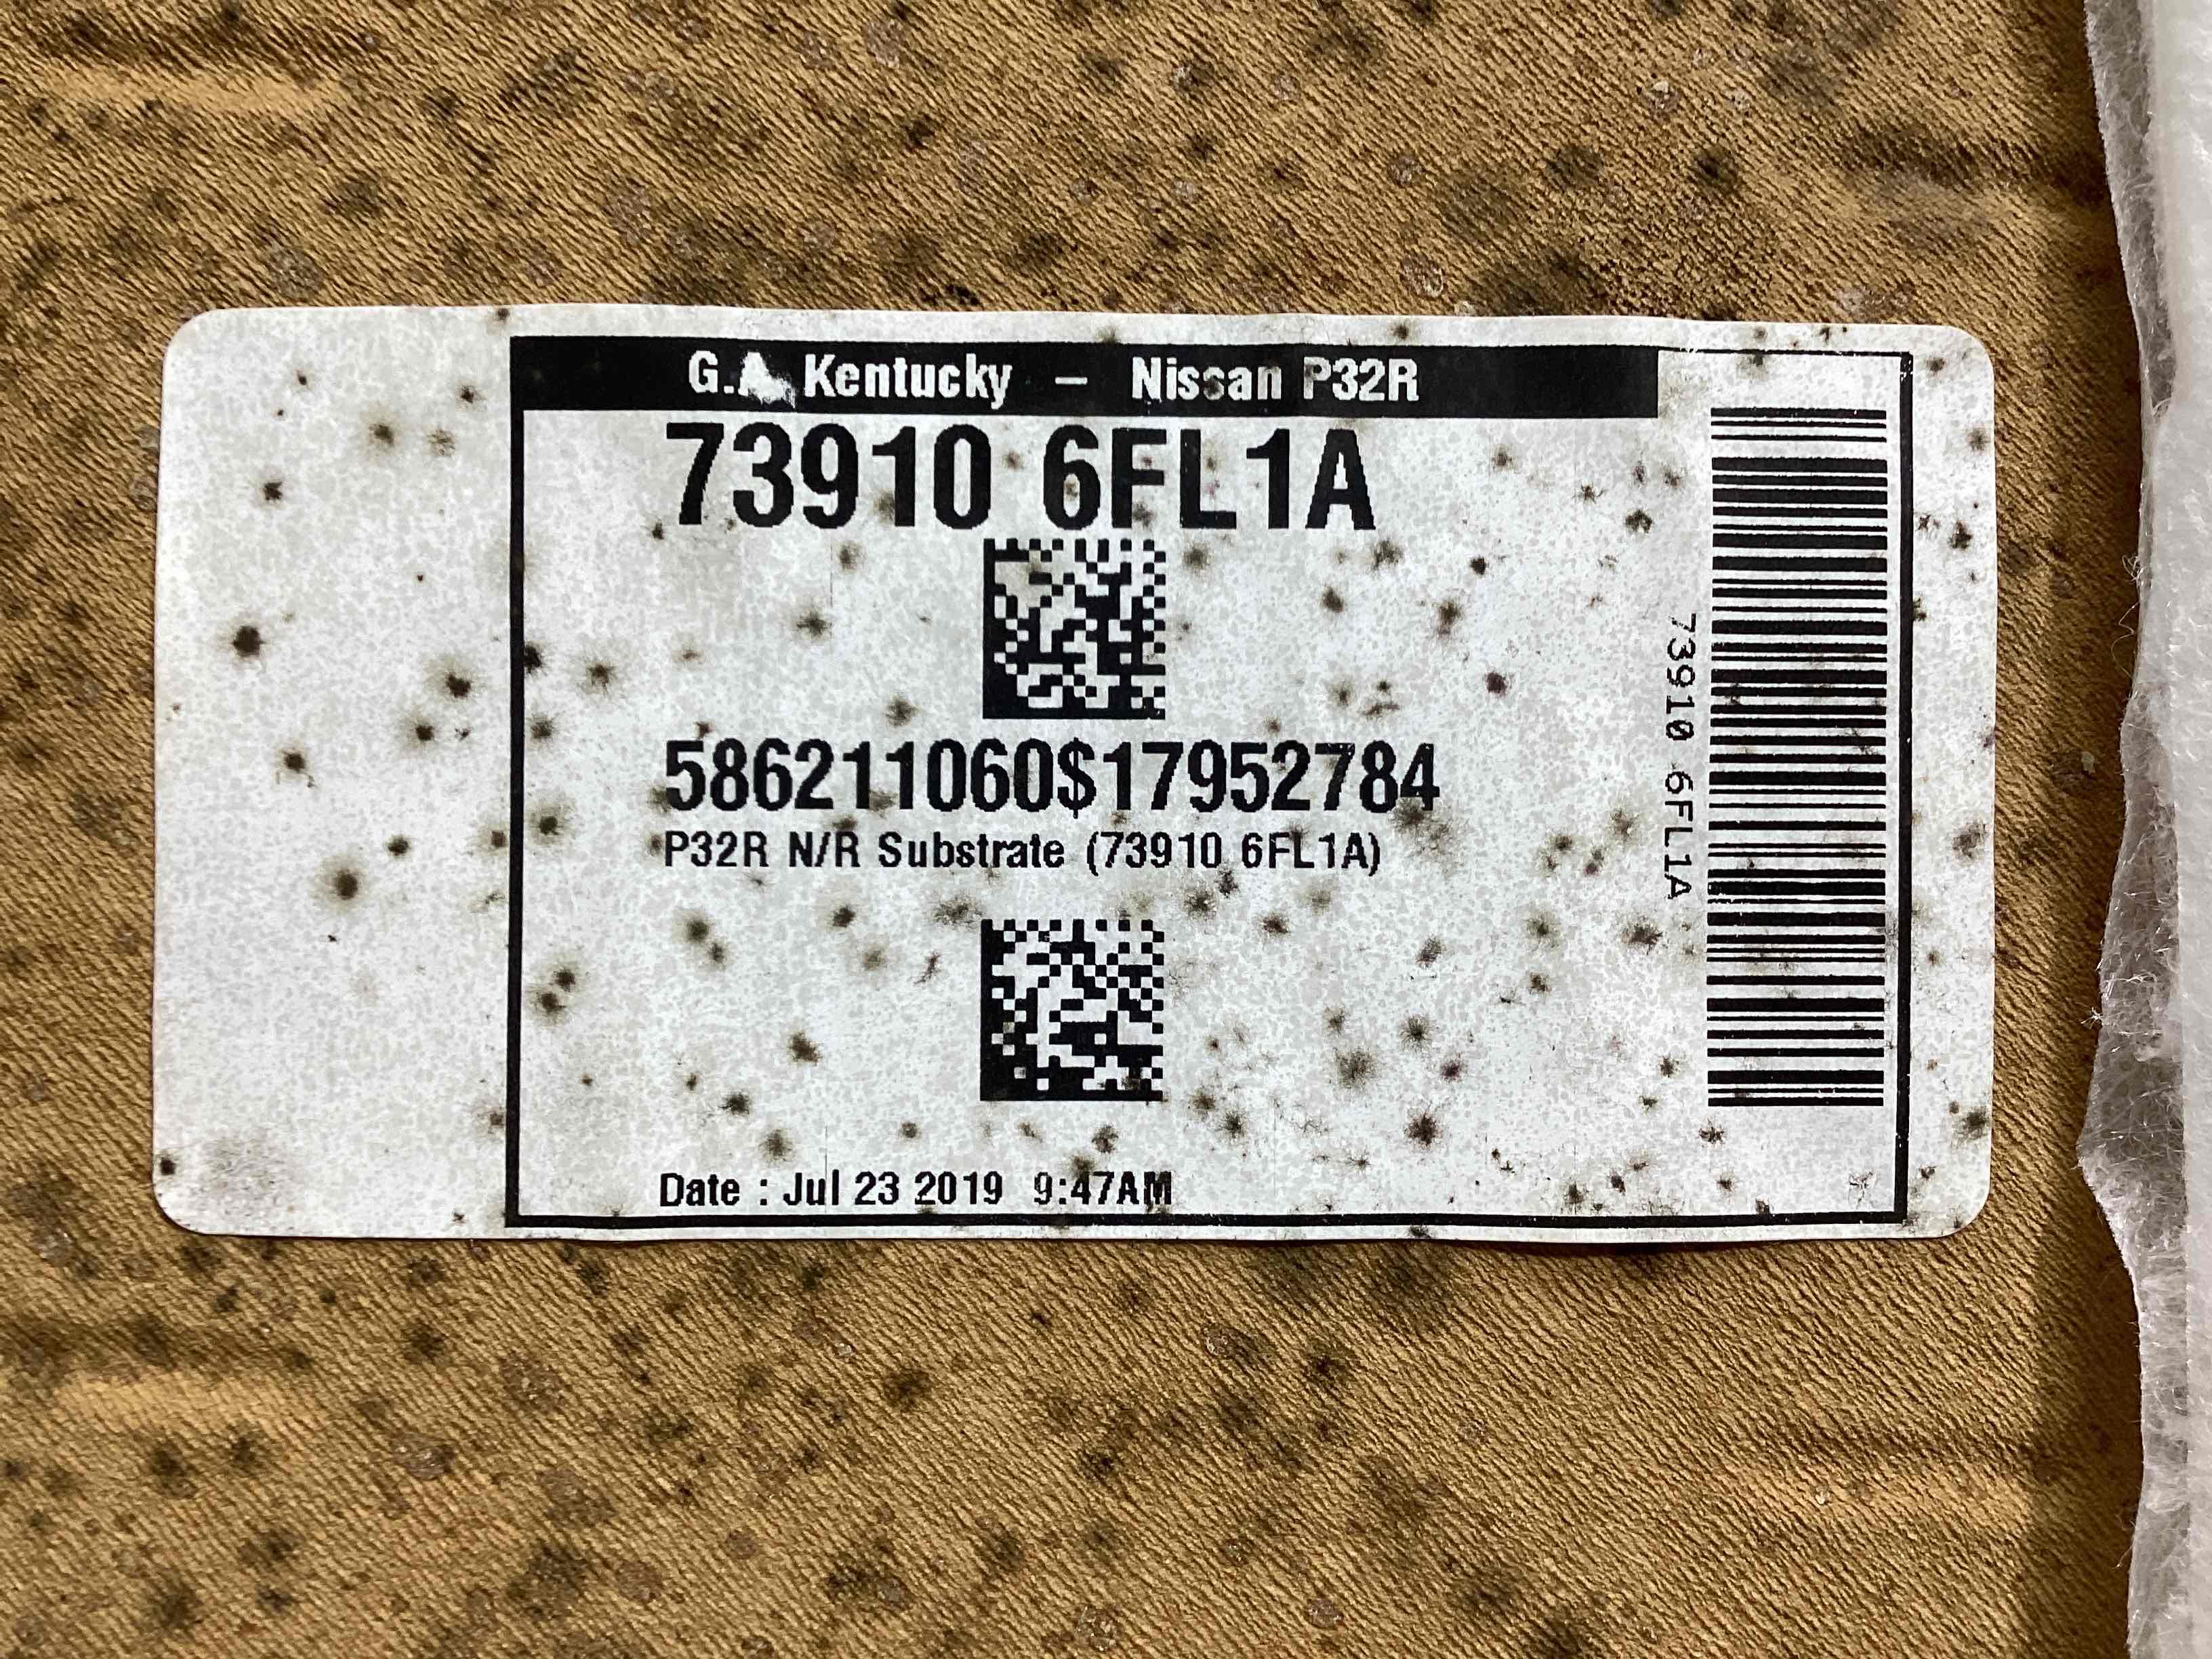 G.A. Kentucky – Nissan P32R
73910 6FL1A
586211060$17952784
P32R N/R Substrate (73910 6FL1A)
Date : Jul 23 2019 9:47AM
73910 6FL1A